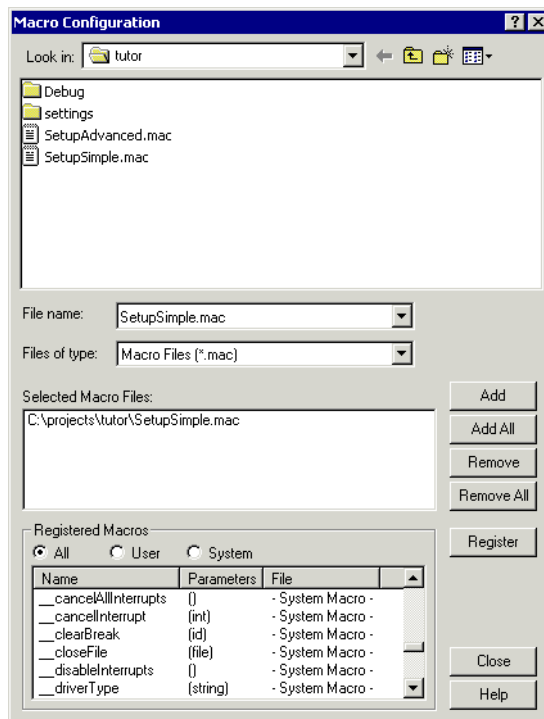 Macro Configuration
Look in: tutor
Debug
settings
SetupAdvanced.mac
SetupSimple.mac
File name: SetupSimple.mac
Files of type: Macro Files (*.mac)
Selected Macro Files:
C:\projects\tutor\SetupSimple.mac
Add
Add All
Remove
Remove All
Registered Macros
All User System
Register
Name Parameters File
__cancelAllInterrupts () - System Macro -
__cancelInterrupt (int) - System Macro -
__clearBreak (id) - System Macro -
__closeFile (file) - System Macro -
__disableInterrupts () - System Macro -
__driverType (string) - System Macro -
Close
Help